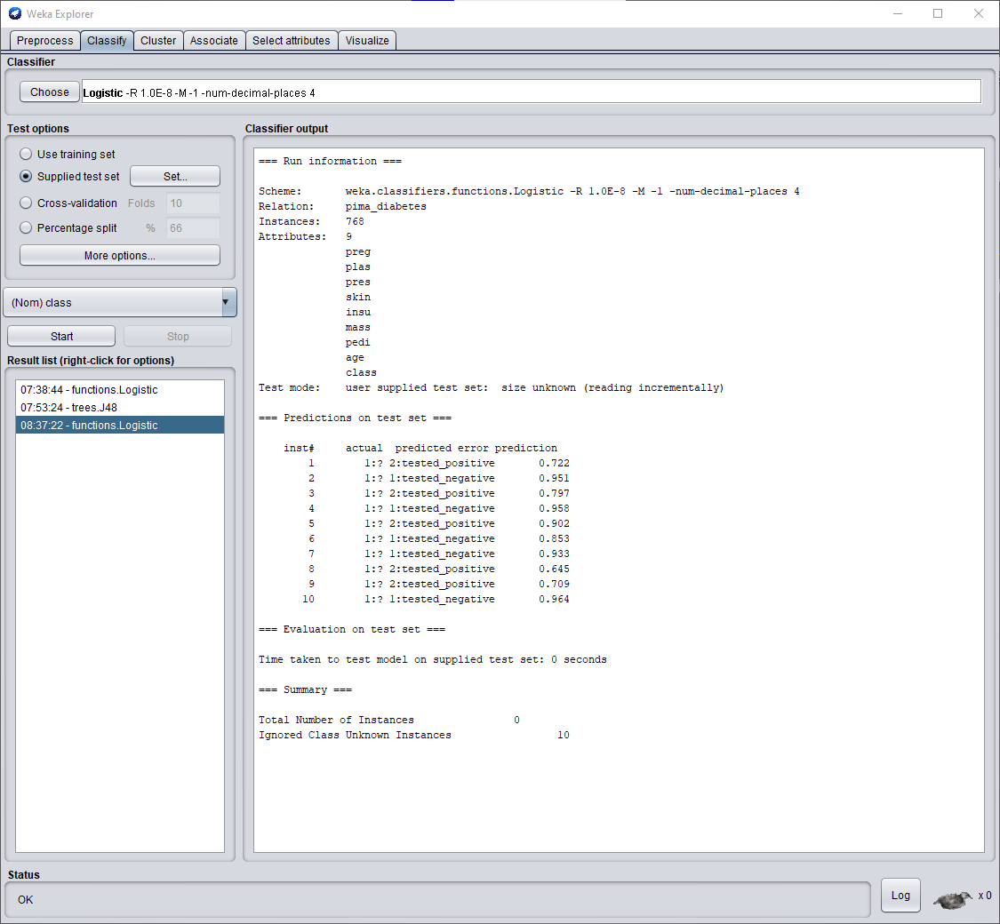 Weka Explorer
Preprocess Classify Cluster Associate Select attributes Visualize
Classifier
Choose Logistic -R 1.0E-8 -M -1 -num-decimal-places 4
Test options
Use training set
Supplied test set Set...
Cross-validation Folds 10
Percentage split % 66
More options...
(Nom) class
Start Stop
Result list (right-click for options)
07:38:44 - functions.Logistic
07:53:24 - trees.J48
08:37:22 - functions.Logistic
Classifier output
=== Run information ===
Scheme: weka.classifiers.functions.Logistic -R 1.0E-8 -M -1 -num-decimal-places 4
Relation: pima_diabetes
Instances: 768
Attributes: 9
preg
plas
pres
skin
insu
mass
pedi
age
class
Test mode: user supplied test set: size unknown (reading incrementally)
=== Predictions on test set ===
inst# actual predicted error prediction
1 1:? 2:tested_positive 0.722
2 1:? 1:tested_negative 0.951
3 1:? 2:tested_positive 0.797
4 1:? 1:tested_negative 0.958
5 1:? 2:tested_positive 0.902
6 1:? 1:tested_negative 0.853
7 1:? 1:tested_negative 0.933
8 1:? 2:tested_positive 0.645
9 1:? 2:tested_positive 0.709
10 1:? 1:tested_negative 0.964
=== Evaluation on test set ===
Time taken to test model on supplied test set: 0 seconds
=== Summary ===
Total Number of Instances 0
Ignored Class Unknown Instances 10
Status
OK
Log x 0